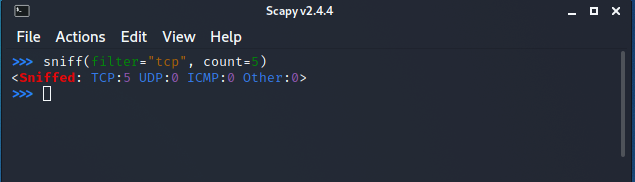 Scapy v2.4.4
File Actions Edit View Help
>>> sniff(filter="tcp", count=5)
<Sniffed: TCP:5 UDP:0 ICMP:0 Other:0>
>>>